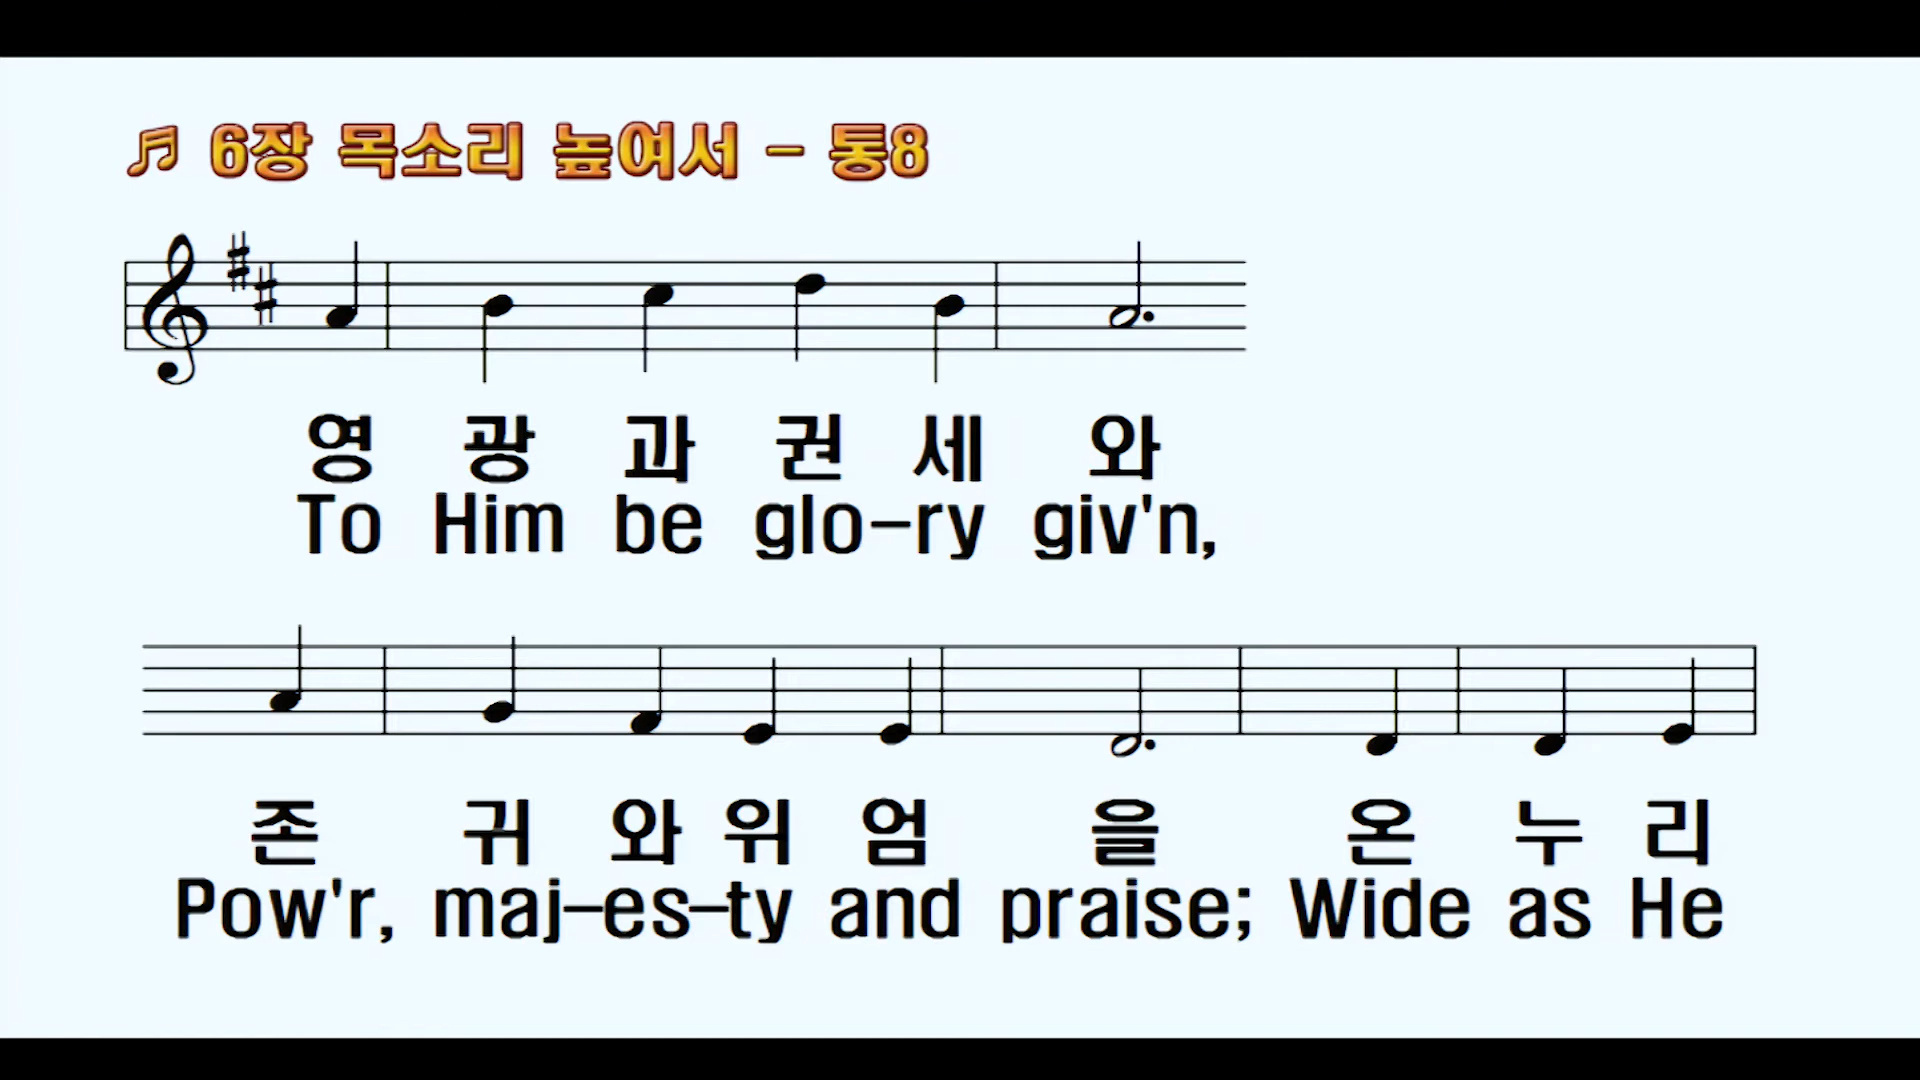 ♬ 6장 목소리 높여서 - 통8
영 광 과 권 세 와
To Him be glo-ry giv'n,
존 귀 와 위 엄 을 온 누 리
Pow'r, maj-es-ty and praise; Wide as He